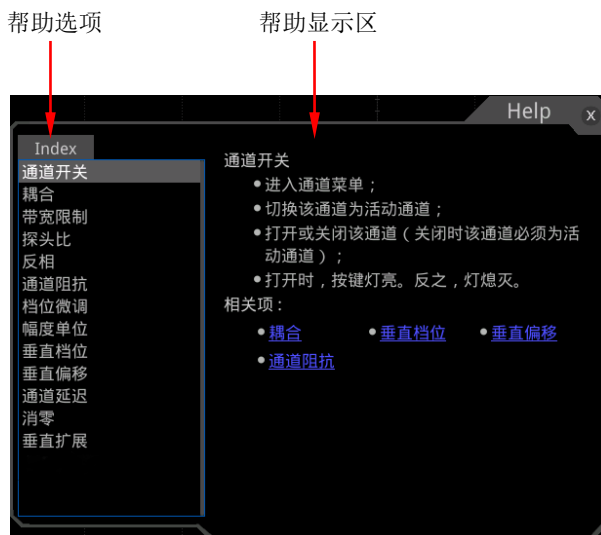 帮助选项
帮助显示区
Help
x
Index
通道开关
耦合
带宽限制
探头比
反相
通道阻抗
档位微调
幅度单位
垂直档位
垂直偏移
通道延迟
消零
垂直扩展
通道开关
•进入通道菜单；
•切换该通道为活动通道；
•打开或关闭该通道（关闭时该通道必须为活
动通道）；
•打开时，按键灯亮。反之，灯熄灭。
相关项：
•耦合 •垂直档位 •垂直偏移
•通道阻抗